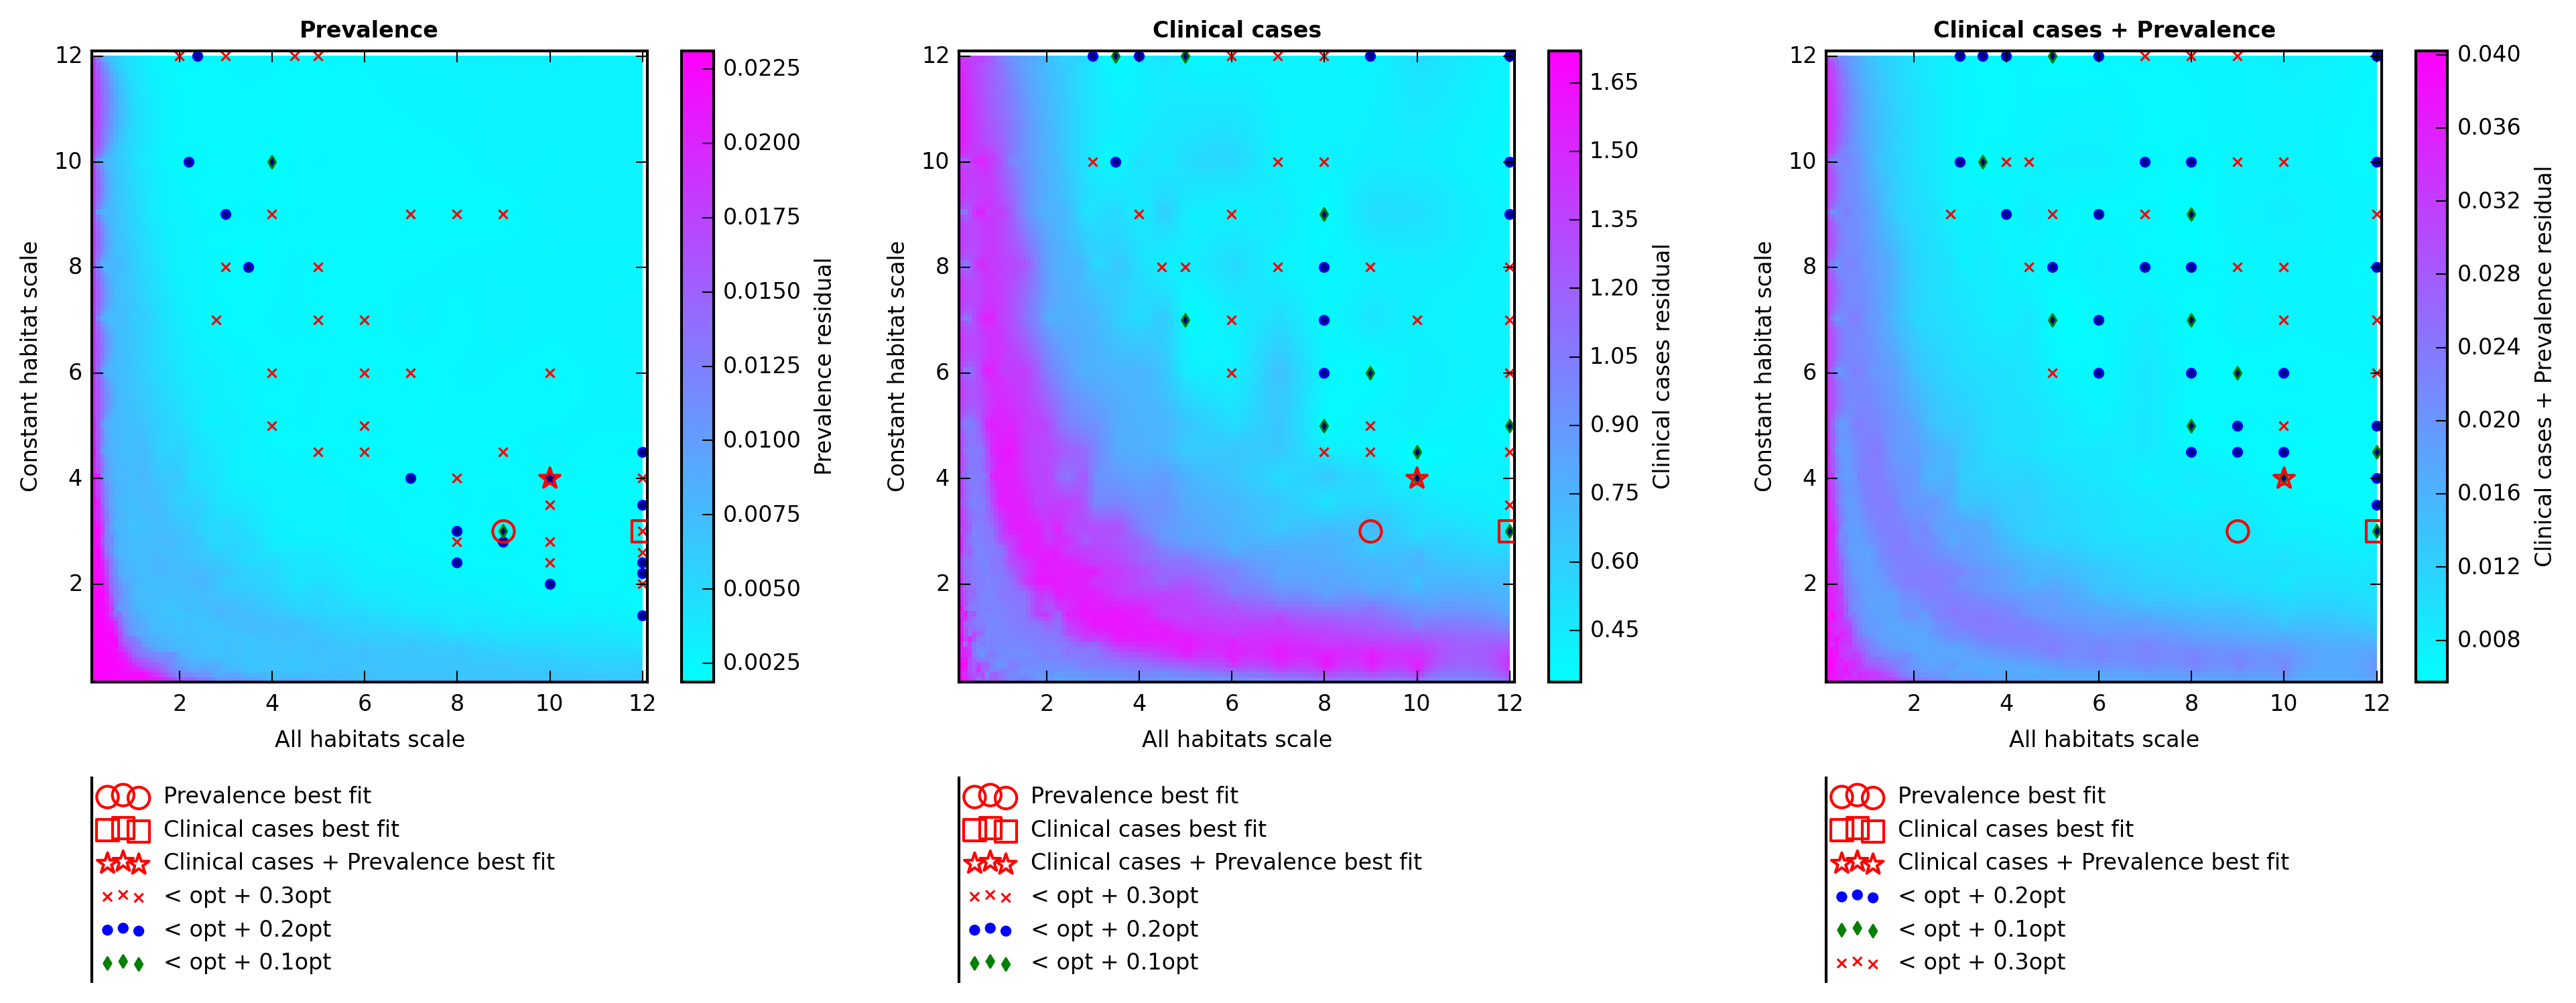 Prevalence
12
10
8
6
4
2
Constant habitat scale
2 4 6 8 10 12
All habitats scale
0.0225
0.0200
0.0175
0.0150
0.0125
0.0100
0.0075
0.0050
0.0025
Prevalence residual
Prevalence best fit
Clinical cases best fit
Clinical cases + Prevalence best fit
< opt + 0.3opt
< opt + 0.2opt
< opt + 0.1opt
Clinical cases
12
10
8
6
4
2
Constant habitat scale
2 4 6 8 10 12
All habitats scale
1.65
1.50
1.35
1.20
1.05
0.90
0.75
0.60
0.45
Clinical cases residual
Prevalence best fit
Clinical cases best fit
Clinical cases + Prevalence best fit
< opt + 0.3opt
< opt + 0.2opt
< opt + 0.1opt
Clinical cases + Prevalence
12
10
8
6
4
2
Constant habitat scale
2 4 6 8 10 12
All habitats scale
0.040
0.036
0.032
0.028
0.024
0.020
0.016
0.012
0.008
Clinical cases + Prevalence residual
Prevalence best fit
Clinical cases best fit
Clinical cases + Prevalence best fit
< opt + 0.2opt
< opt + 0.1opt
< opt + 0.3opt